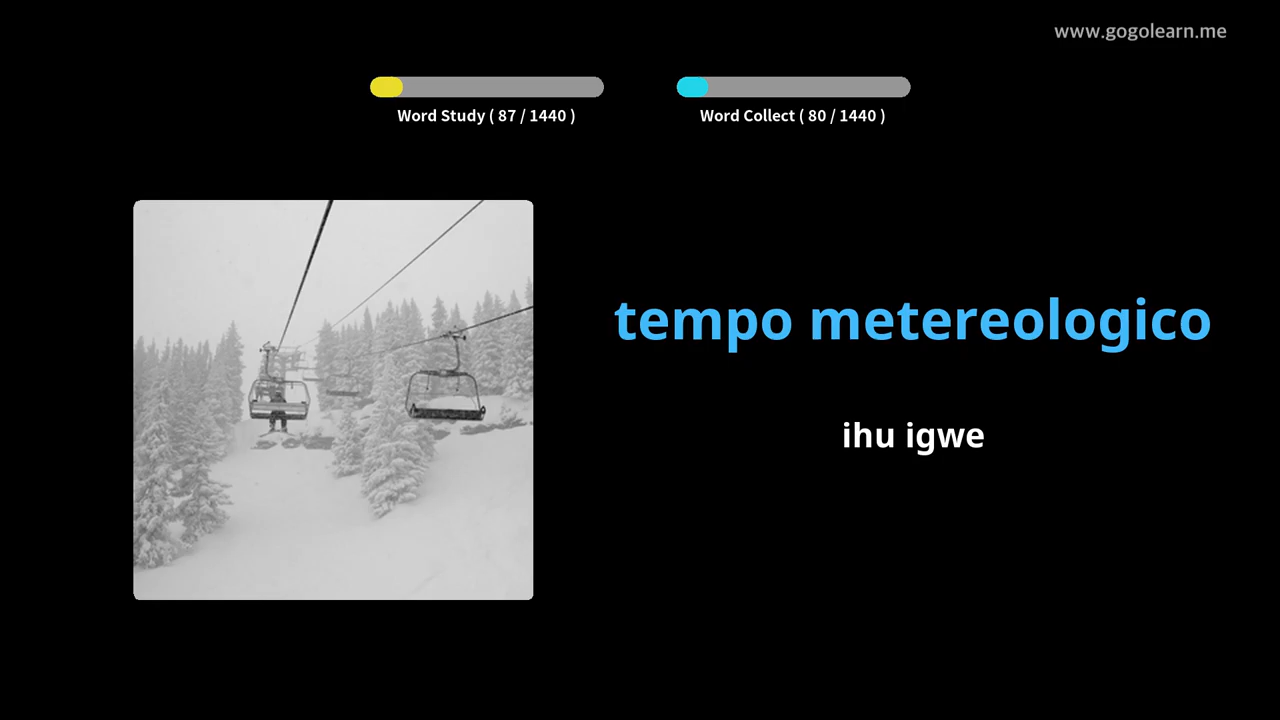 www.gogolearn.me
Word Study ( 87 / 1440 )
Word Collect ( 80 / 1440 )
tempo metereologico
ihu igwe